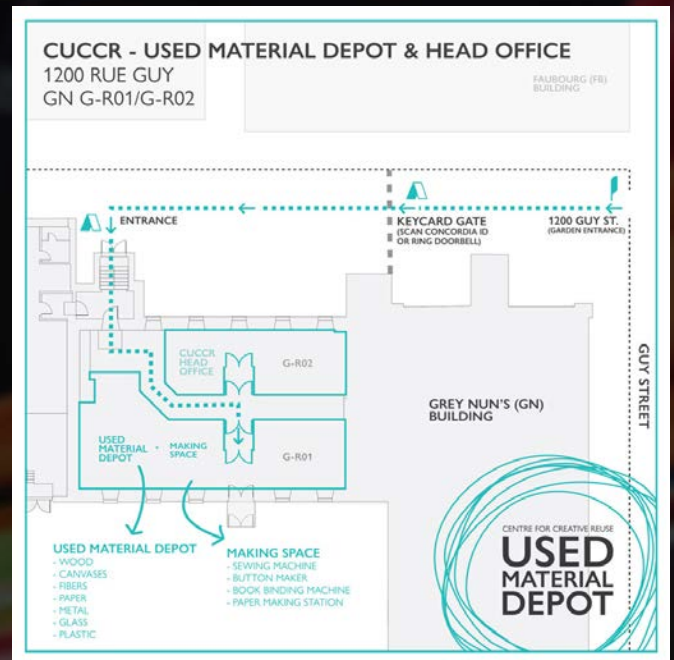 CUCCR - USED MATERIAL DEPOT & HEAD OFFICE
1200 RUE GUY
GN G-R01/G-R02
FAUBOURG (FB)
BUILDING
ENTRANCE
KEYCARD GATE
(SCAN CONCORDIA ID
OR RING DOORBELL)
1200 GUY ST.
(GARDEN ENTRANCE)
GUY STREET
CUCCR
HEAD
OFFICE
G-R02
GREY NUN'S (GN)
BUILDING
USED
MATERIAL
DEPOT
MAKING
SPACE
G-R01
USED MATERIAL DEPOT
- WOOD
- CANVASES
- FIBERS
- PAPER
- METAL
- GLASS
- PLASTIC
MAKING SPACE
- SEWING MACHINE
- BUTTON MAKER
- BOOK BINDING MACHINE
- PAPER MAKING STATION
CENTRE FOR CREATIVE REUSE
USED
MATERIAL
DEPOT